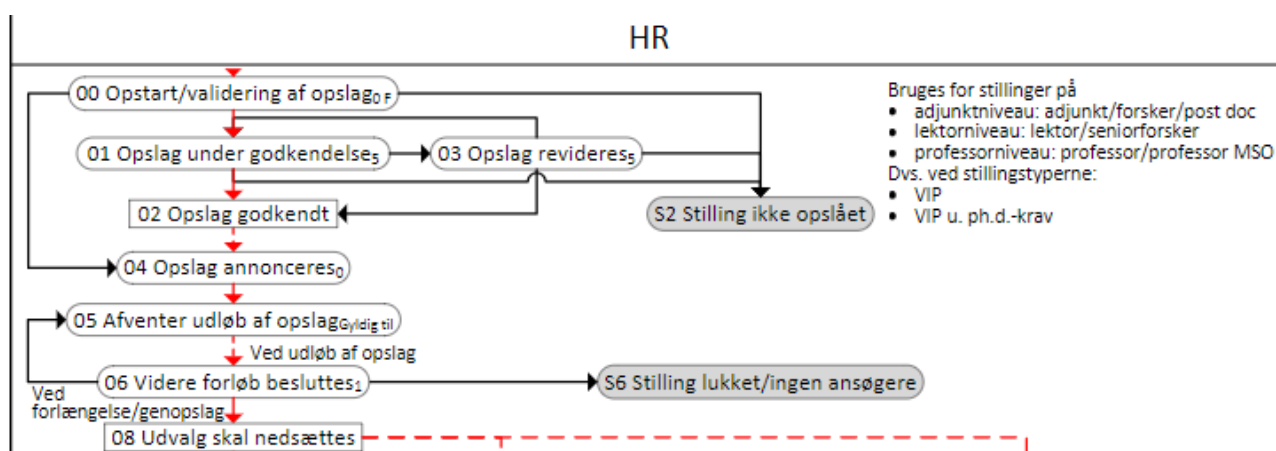 HR
00 Opstart/validering af opslag0 F
Bruges for stillinger på
• adjunktniveau: adjunkt/forsker/post doc
• lektorniveau: lektor/seniorforsker
• professorniveau: professor/professor MSO
Dvs. ved stillingstyperne:
• VIP
• VIP u. ph.d.-krav
01 Opslag under godkendelse5
03 Opslag revideres5
02 Opslag godkendt
S2 Stilling ikke opslået
04 Opslag annonceres0
05 Afventer udløb af opslagGyldig til
Ved udløb af opslag
06 Videre forløb besluttes1
S6 Stilling lukket/ingen ansøgere
Ved
forlængelse/genopslag
08 Udvalg skal nedsættes